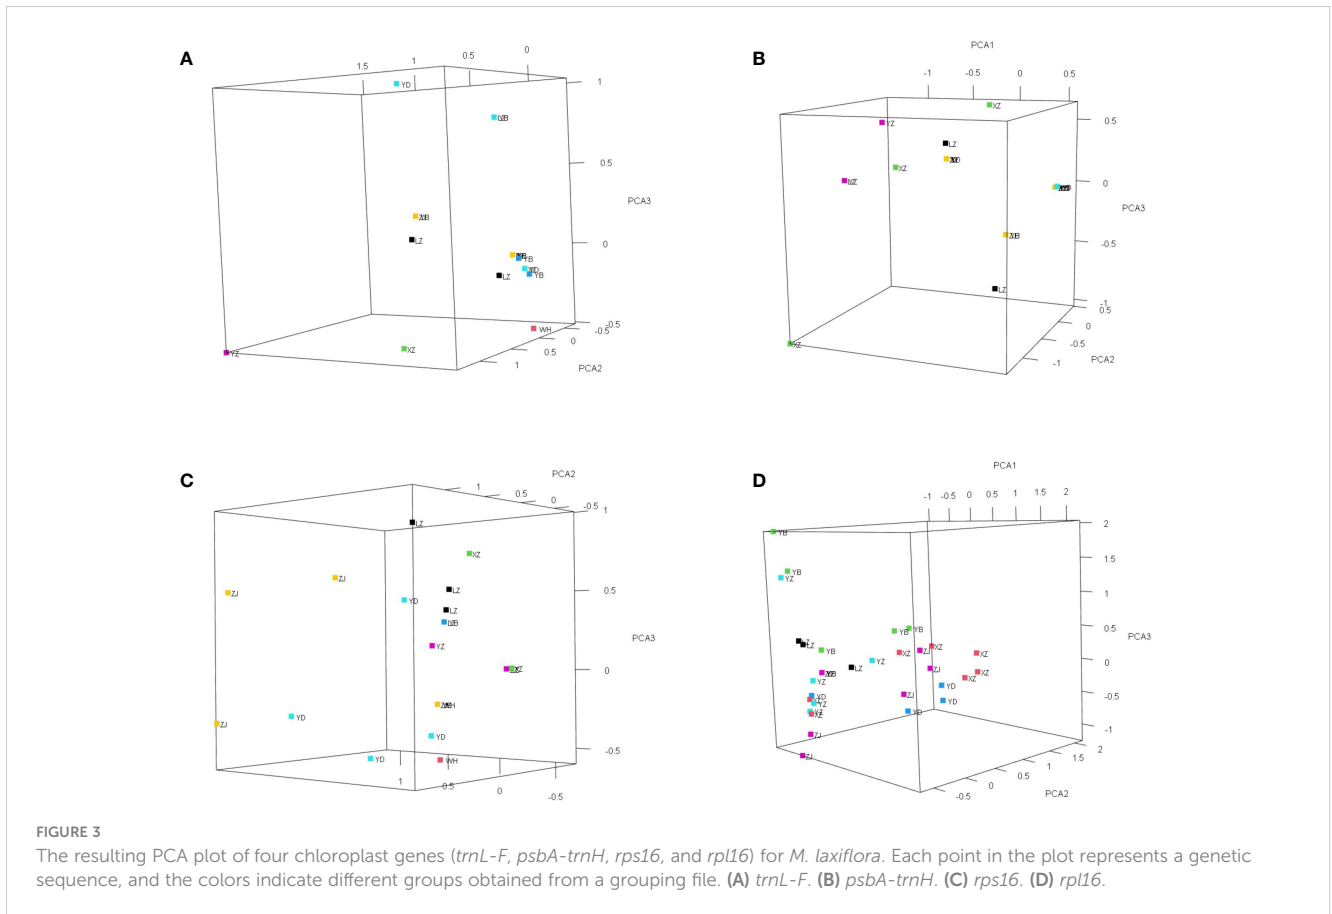 A
0
0.5
1
1.5
YD
1
0.5
PCA3
ZJ
LZ
0
YB
LZ
YB
-0.5
WH
-0.5
0
0.5
1
PCA2
YZ
XZ
B
PCA1
-1
-0.5
0
0.5
XZ
0.5
YZ
LZ
XZ
0
PCA3
-0.5
LZ
-1
0.5
0
-0.5
-1
PCA2
XZ
C
PCA2
1
0.5
0
-0.5
1
LZ
XZ
ZJ
ZJ
LZ
0.5
YD
LZ
PCA3
YZ
0
ZJ
YD
YD
-0.5
YD
WH
1
0.5
0
-0.5
D
PCA1
-1 -0.5 0 0.5 1 1.5 2
YB
2
1.5
YB
YZ
1
0.5
YB
YB
PCA3
LZ
YB
XZ
ZJ
XZ
XZ
0
LZ
YZ
ZJ
XZ
XZ
YZ
YD
-0.5
YD
YZ
ZJ
YD
XZ
YD
-1
ZJ
ZJ
2
1.5
1
0.5
0
-0.5
PCA2
FIGURE 3
The resulting PCA plot of four chloroplast genes (trnL-F, psbA-trnH, rps16, and rpl16) for M. laxiflora. Each point in the plot represents a genetic
sequence, and the colors indicate different groups obtained from a grouping file. (A) trnL-F. (B) psbA-trnH. (C) rps16. (D) rpl16.